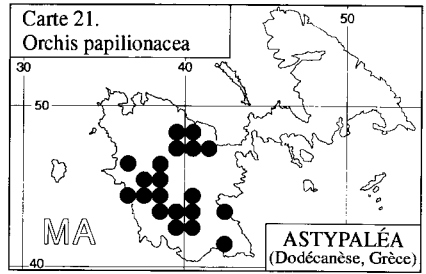 Carte 21.
Orchis papilionacea
30
40
50
50
40
MA
ASTYPALÉA
(Dodécanèse, Grèce)